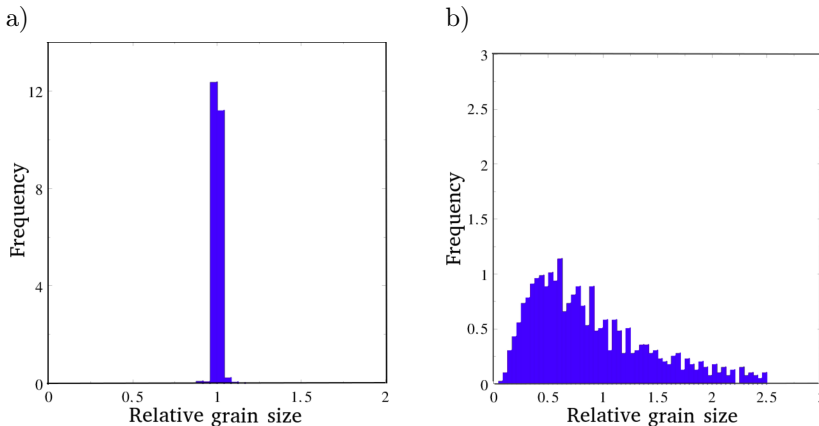 a)
12
8
4
0
Frequency
0 0.5 1 1.5 2
Relative grain size
b)
3
2.5
2
1.5
1
0.5
0
Frequency
0 0.5 1 1.5 2 2.5
Relative grain size